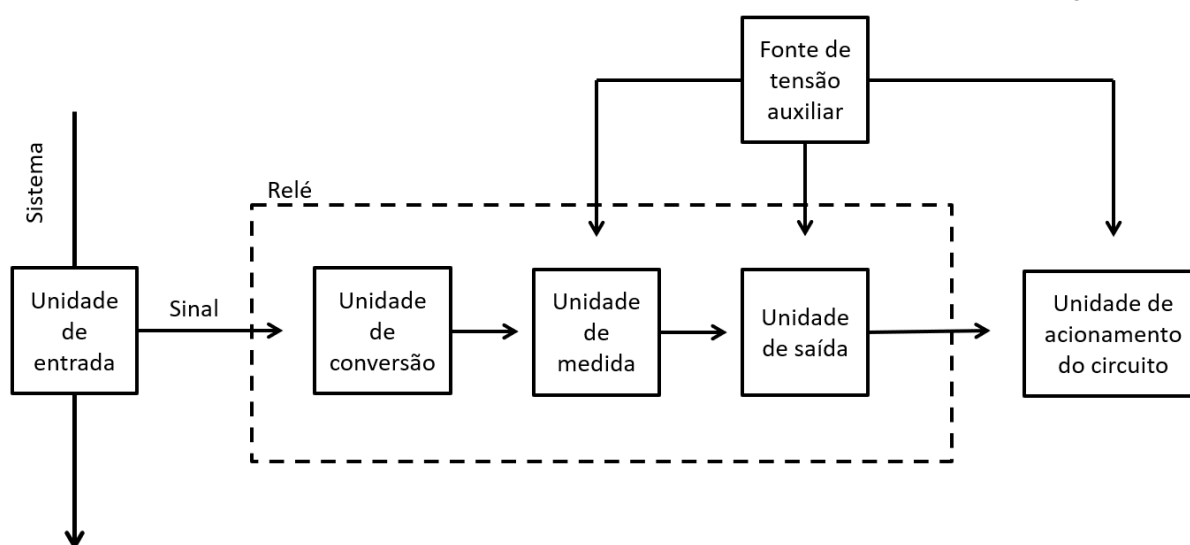 Fonte de
tensão
auxiliar
Sistema
Relé
Unidade
de
entrada
Sinal
Unidade
de
conversão
Unidade
de
medida
Unidade
de saída
Unidade de
acionamento
do circuito